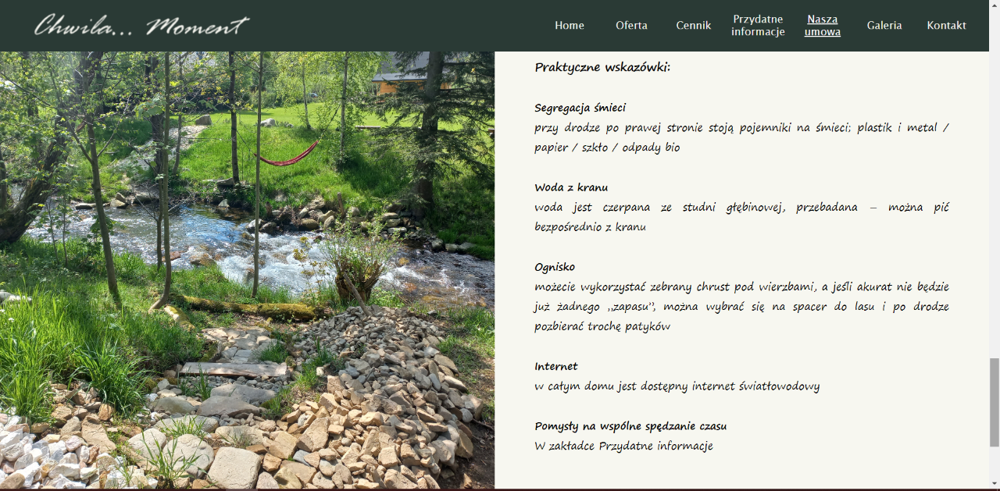 Chwila... Moment
Home
Oferta
Cennik
Przydatne
informacje
Nasza
umowa
Galeria
Kontakt
Praktyczne wskazówki:
Segregacja śmieci
przy drodze po prawej stronie stoją pojemniki na śmieci; plastik i metal /
papier / szkło / odpady bio
Woda z kranu
woda jest czerpana ze studni głębinowej, przebadana – można pić
bezpośrednio z kranu
Ognisko
możecie wykorzystać zebrany chrust pod wierzbami, a jeśli akurat nie będzie
już żadnego „zapasu”, można wybrać się na spacer do lasu i po drodze
pozbierać trochę patyków
Internet
w całym domu jest dostępny internet światłowodowy
Pomysły na wspólne spędzanie czasu
W zakładce Przydatne informacje